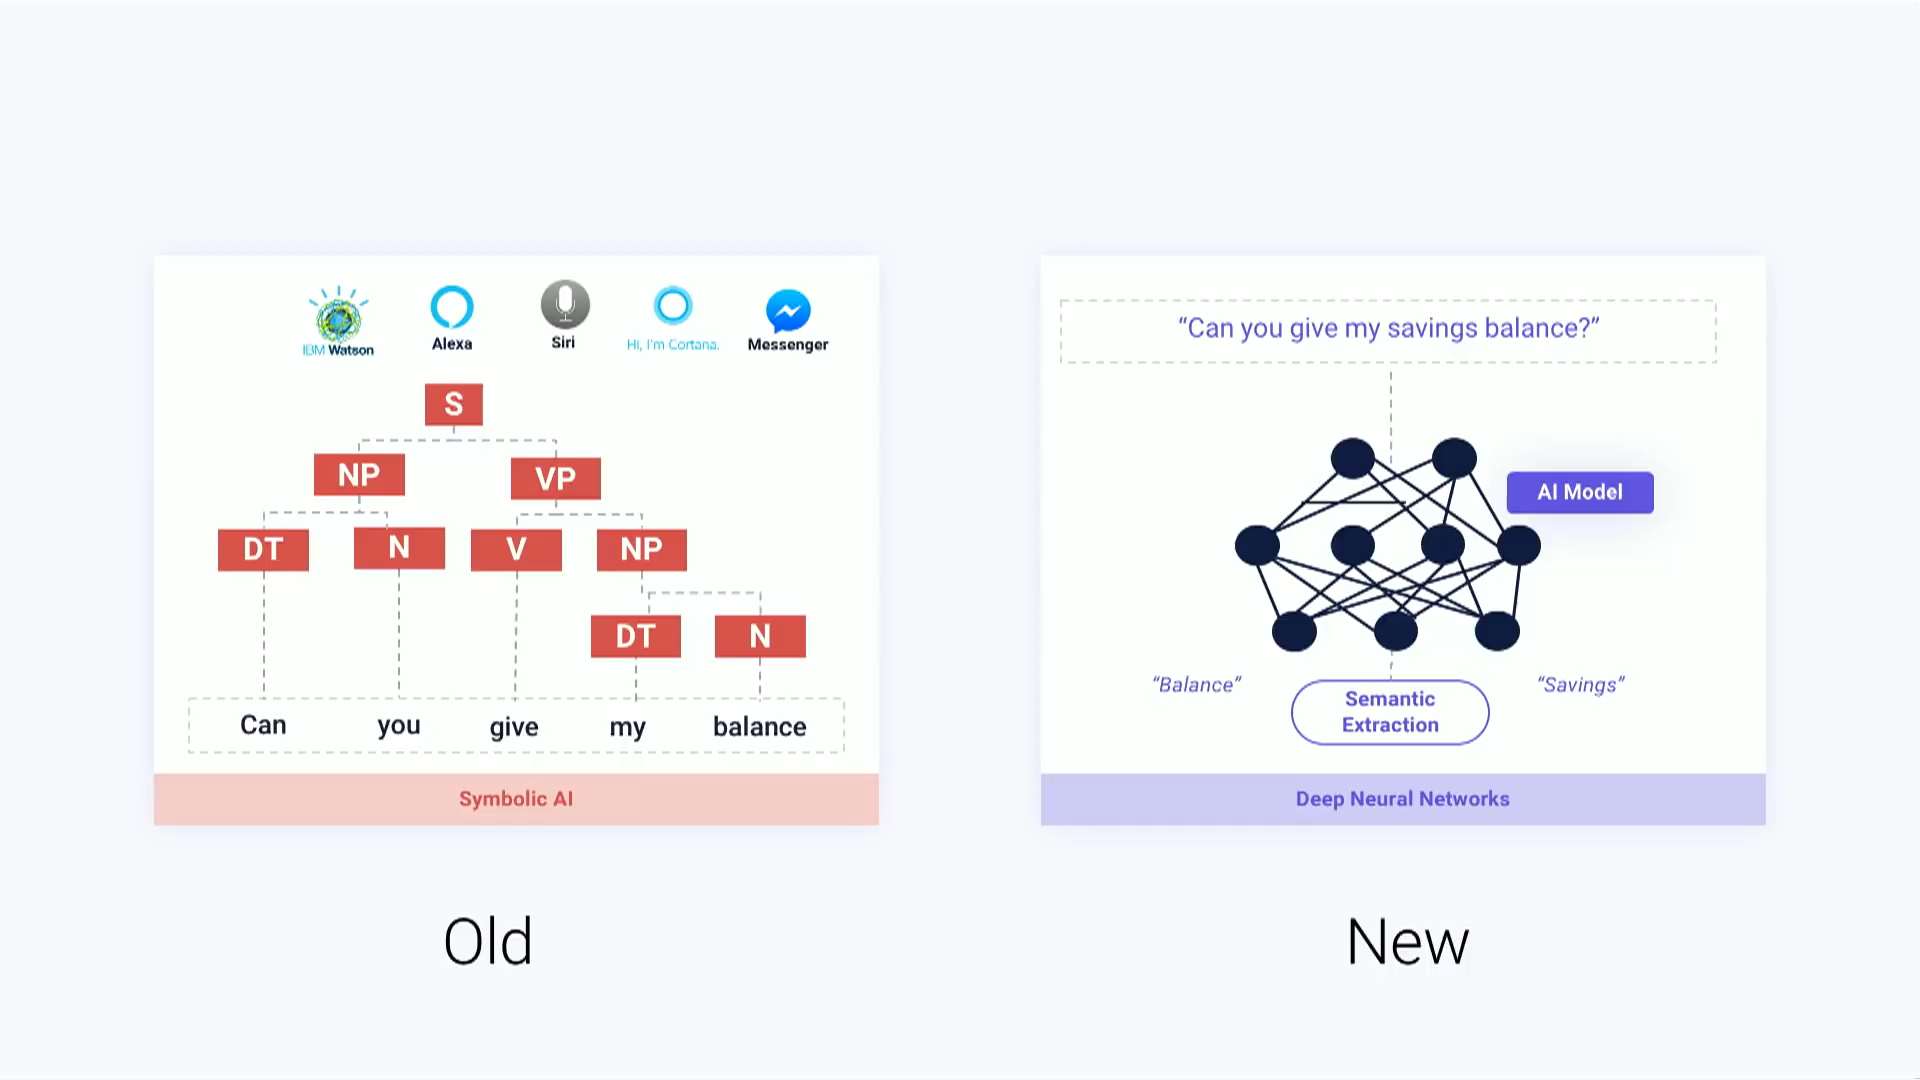 IBM Watson
Alexa
Siri
Hi, I'm Cortana.
Messenger
S
NP
VP
DT
N
V
NP
DT
N
Can you give my balance
Symbolic AI
Old
“Can you give my savings balance?”
AI Model
“Balance”
“Savings”
Semantic
Extraction
Deep Neural Networks
New